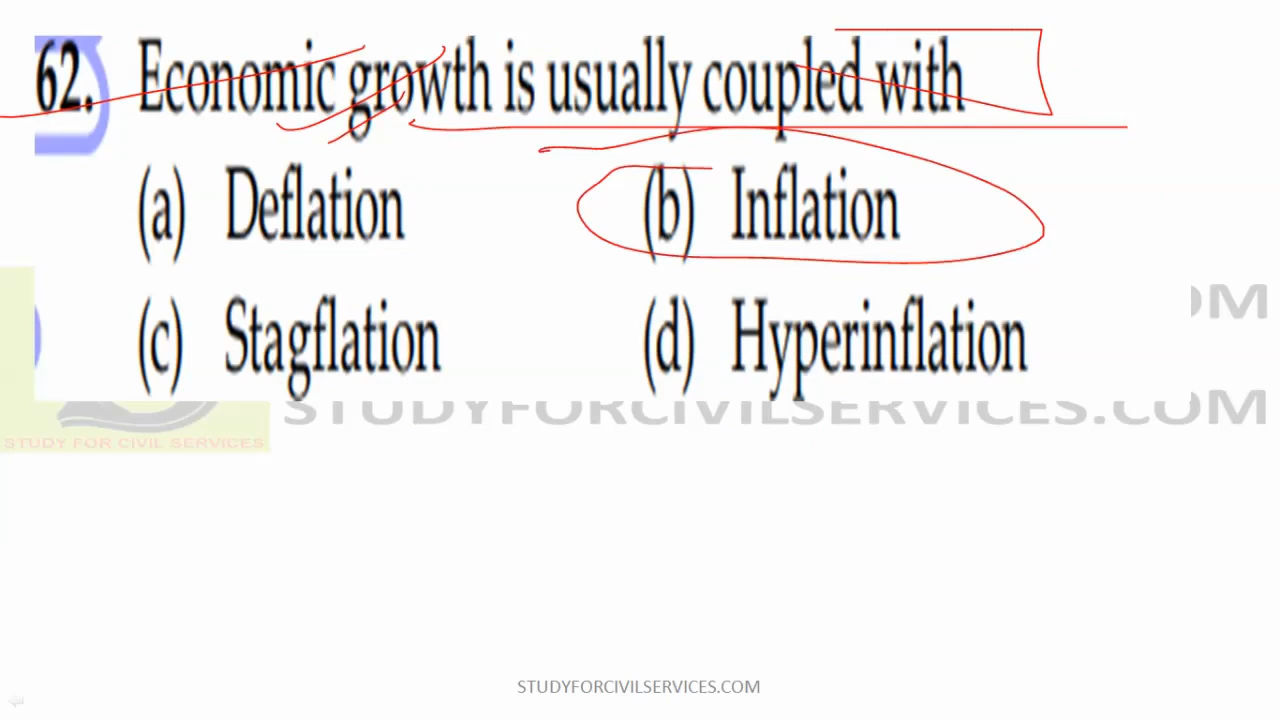 62. Economic growth is usually coupled with
(a) Deflation (b) Inflation
OM
(c) Stagflation (d) Hyperinflation
STUDYFORCIVILSERVICES.COM
STUDY FOR CIVIL SERVICES
STUDYFORCIVILSERVICES.COM